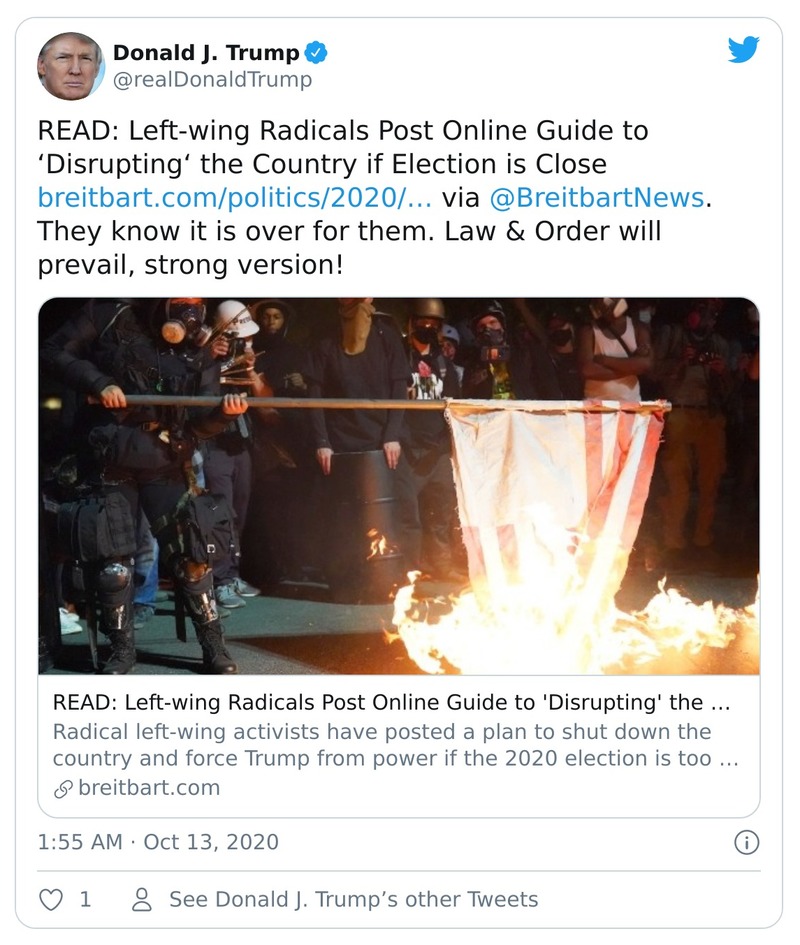 Donald J. Trump
@realDonaldTrump
READ: Left-wing Radicals Post Online Guide to
‘Disrupting‘ the Country if Election is Close
breitbart.com/politics/2020/… via @BreitbartNews.
They know it is over for them. Law & Order will
prevail, strong version!
READ: Left-wing Radicals Post Online Guide to 'Disrupting' the …
Radical left-wing activists have posted a plan to shut down the
country and force Trump from power if the 2020 election is too …
breitbart.com
1:55 AM · Oct 13, 2020
1 See Donald J. Trump’s other Tweets